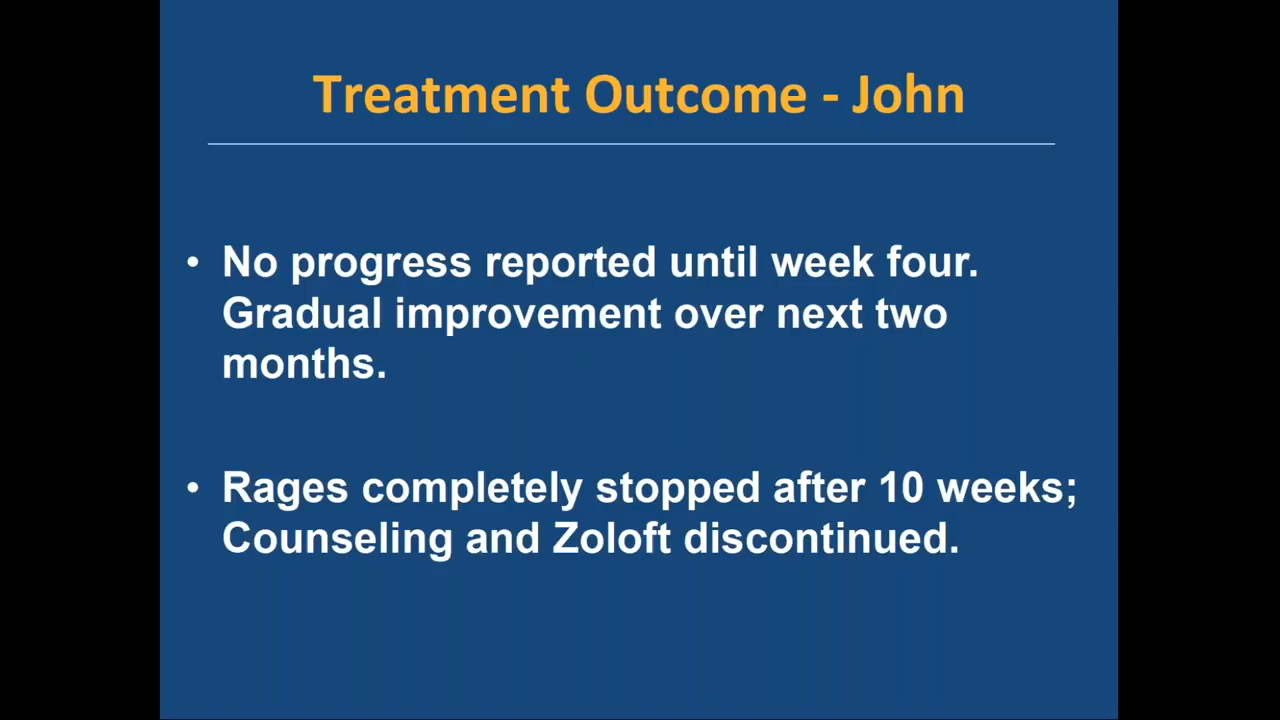 Treatment Outcome - John
• No progress reported until week four.
Gradual improvement over next two
months.
• Rages completely stopped after 10 weeks;
Counseling and Zoloft discontinued.